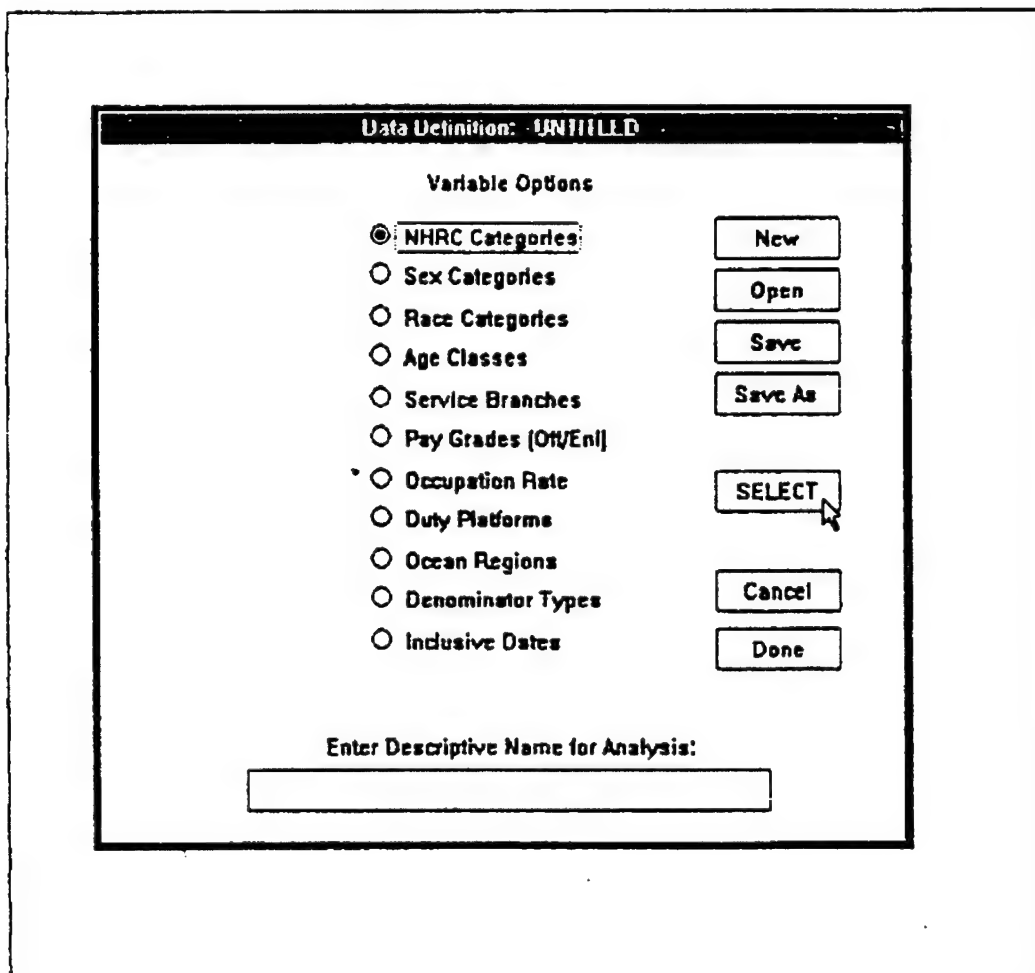 Data Definition: UNTITLED
Variable Options
NHRC Categories
Sex Categories
Race Categories
Age Classes
Service Branches
Pay Grades (Off/Enl)
Occupation Rate
Duty Platforms
Ocean Regions
Denominator Types
Inclusive Dates
New
Open
Save
Save As
SELECT
Cancel
Done
Enter Descriptive Name for Analysis: